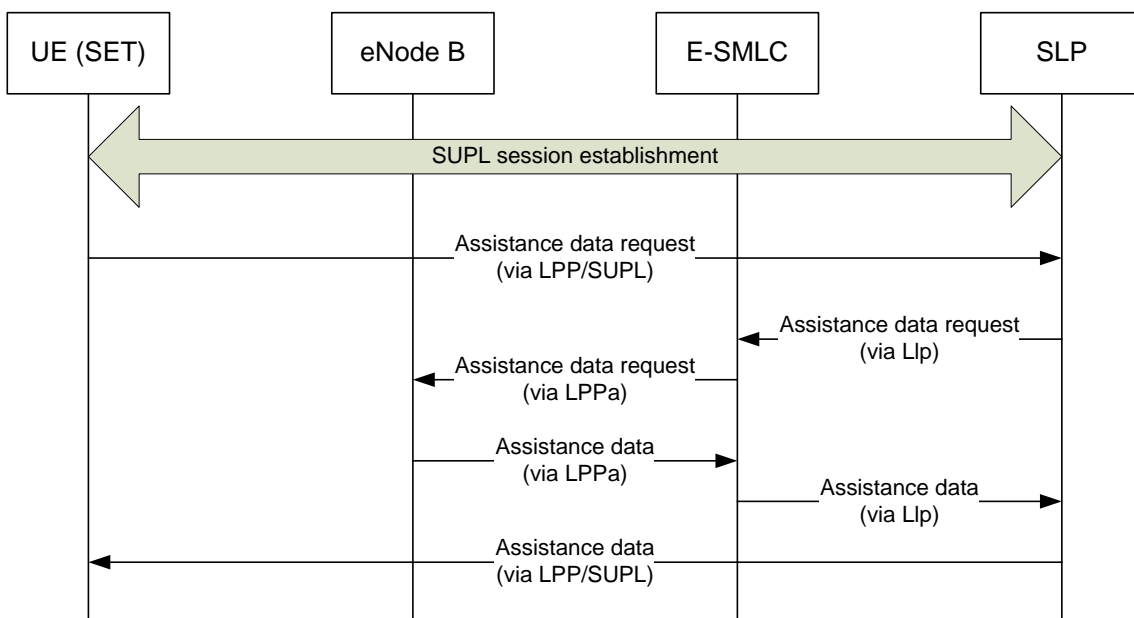 UE (SET)
eNode B
E-SMLC
SLP
SUPL session establishment
Assistance data request
(via LPP/SUPL)
Assistance data request
(via Llp)
Assistance data request
(via LPPa)
Assistance data
(via LPPa)
Assistance data
(via Llp)
Assistance data
(via LPP/SUPL)